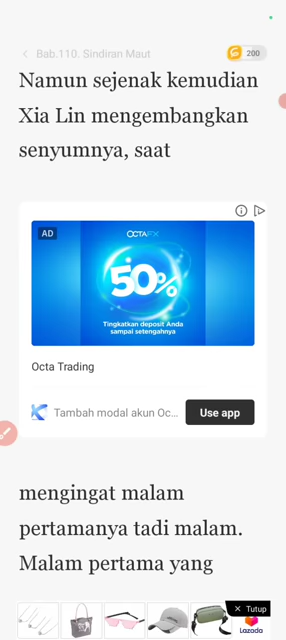 Bab.110. Sindiran Maut
200
Namun sejenak kemudian
Xia Lin mengembangkan
senyumnya, saat
AD
OCTAFX
50%
Tingkatkan deposit Anda
sampai setengahnya
Octa Trading
Tambah modal akun Oc...
Use app
mengingat malam
pertamanya tadi malam.
Malam pertama yang
× Tutup
Lazada